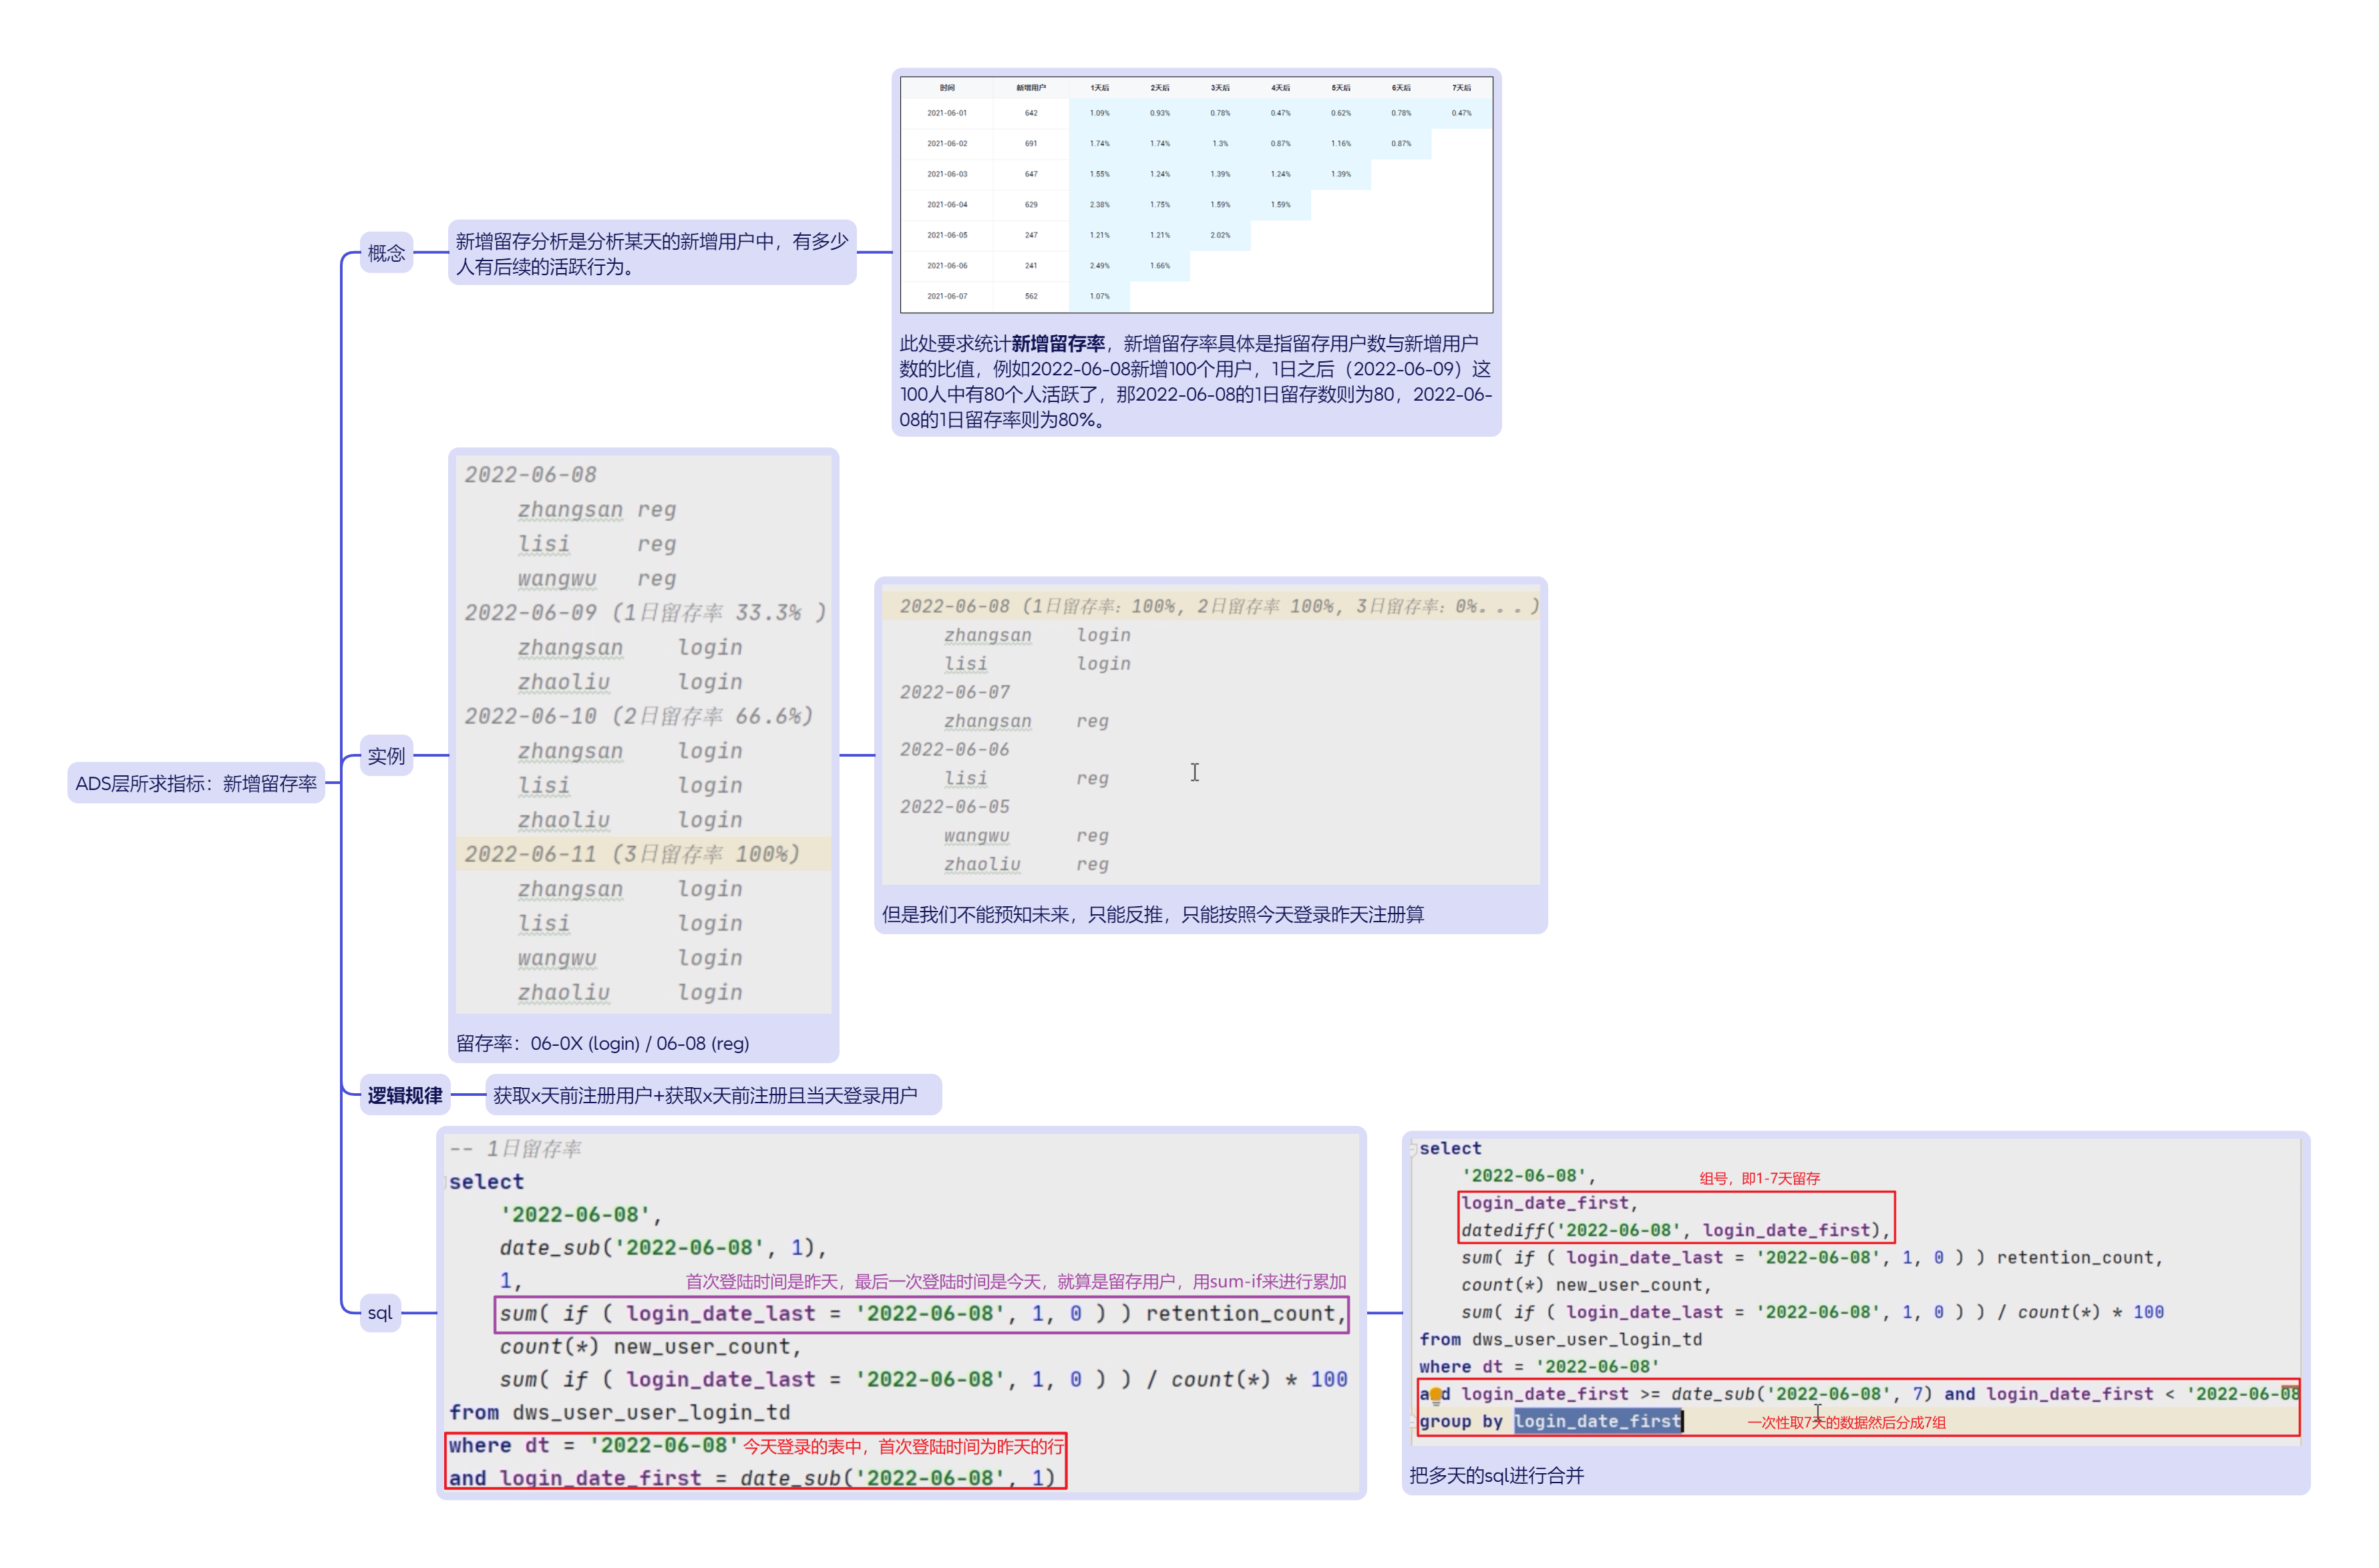 ADS层所求指标：新增留存率
概念
新增留存分析是分析某天的新增用户中，有多少
人有后续的活跃行为。
时间 新增用户 1天后 2天后 3天后 4天后 5天后 6天后 7天后
2021-06-01 642 1.09% 0.93% 0.78% 0.47% 0.62% 0.78% 0.47%
2021-06-02 691 1.74% 1.74% 1.3% 0.87% 1.16% 0.87%
2021-06-03 647 1.55% 1.24% 1.39% 1.24% 1.39%
2021-06-04 629 2.38% 1.75% 1.59% 1.59%
2021-06-05 247 1.21% 1.21% 2.02%
2021-06-06 241 2.49% 1.66%
2021-06-07 562 1.07%
此处要求统计新增留存率，新增留存率具体是指留存用户数与新增用户
数的比值，例如2022-06-08新增100个用户，1日之后（2022-06-09）这
100人中有80个人活跃了，那2022-06-08的1日留存数则为80，2022-06-
08的1日留存率则为80%。
实例
2022-06-08
zhangsan reg
lisi reg
wangwu reg
2022-06-09 (1日留存率 33.3% )
zhangsan login
zhaoliu login
2022-06-10 (2日留存率 66.6%)
zhangsan login
lisi login
zhaoliu login
2022-06-11 (3日留存率 100%)
zhangsan login
lisi login
wangwu login
zhaoliu login
留存率：06-0X (login) / 06-08 (reg)
2022-06-08 (1日留存率：100%, 2日留存率 100%, 3日留存率：0%...)
zhangsan login
lisi login
2022-06-07
zhangsan reg
2022-06-06
lisi reg
2022-06-05
wangwu reg
zhaoliu reg
但是我们不能预知未来，只能反推，只能按照今天登录昨天注册算
逻辑规律
获取x天前注册用户+获取x天前注册且当天登录用户
sql
-- 1日留存率
select
'2022-06-08',
date_sub('2022-06-08', 1),
1, 首次登陆时间是昨天，最后一次登陆时间是今天，就算是留存用户，用sum-if来进行累加
sum( if ( login_date_last = '2022-06-08', 1, 0 ) ) retention_count,
count(*) new_user_count,
sum( if ( login_date_last = '2022-06-08', 1, 0 ) ) / count(*) * 100
from dws_user_user_login_td
where dt = '2022-06-08' 今天登录的表中，首次登陆时间为昨天的行
and login_date_first = date_sub('2022-06-08', 1)
select
'2022-06-08', 组号，即1-7天留存
login_date_first,
datediff('2022-06-08', login_date_first),
sum( if ( login_date_last = '2022-06-08', 1, 0 ) ) retention_count,
count(*) new_user_count,
sum( if ( login_date_last = '2022-06-08', 1, 0 ) ) / count(*) * 100
from dws_user_user_login_td
where dt = '2022-06-08'
and login_date_first >= date_sub('2022-06-08', 7) and login_date_first < '2022-06-08
group by login_date_first 一次性取7天的数据然后分成7组
把多天的sql进行合并